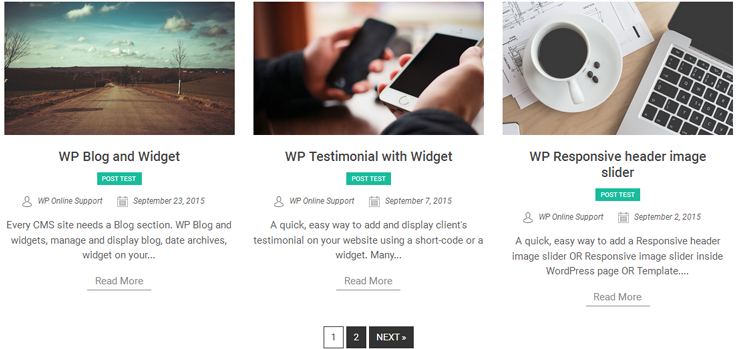 WP Blog and Widget
POST TEST
WP Online Support September 23, 2015
Every CMS site needs a Blog section. WP Blog and
widgets, manage and display blog, date archives,
widget on your...
Read More
WP Testimonial with Widget
POST TEST
WP Online Support September 7, 2015
A quick, easy way to add and display client's
testimonial on your website using a short-code or a
widget. Many...
Read More
WP Responsive header image
slider
POST TEST
WP Online Support September 2, 2015
A quick, easy way to add a Responsive header
image slider OR Responsive image slider inside
WordPress page OR Template....
Read More
1 2 NEXT »